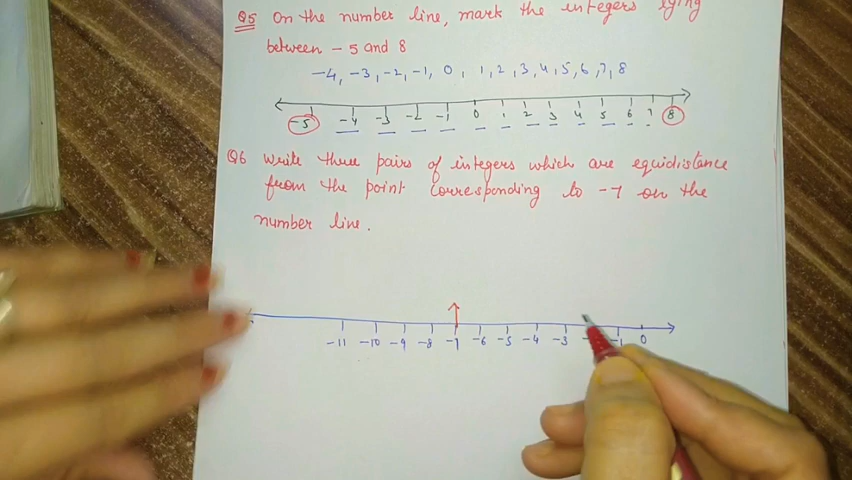 Q5 On the number line, mark the integers lying
between - 5 and 8
-4, -3, -2, -1, 0, 1, 2, 3, 4, 5, 6, 7, 8
-5 -4 -3 -2 -1 0 1 2 3 4 5 6 7 8
Q6 Write three pairs of integers which are equidistance
from the point corresponding to -7 on the
number line.
-11 -10 -9 -8 -7 -6 -5 -4 -3 -1 0